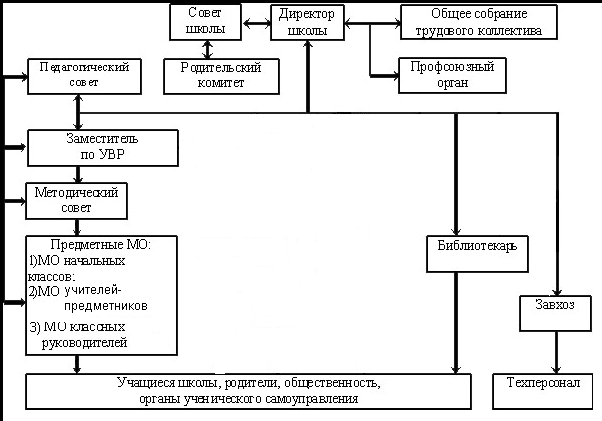 Совет
школы
Директор
школы
Общее собрание
трудового коллектива
Педагогический
совет
Родительский
комитет
Профсоюзный
орган
Заместитель
по УВР
Методический
совет
Предметные МО:
1)МО начальных
классов:
2)МО учителей-
предметников
3) МО классных
руководителей
Библиотекарь
Завхоз
Учащиеся школы, родители, общественность,
органы ученического самоуправления
Техперсонал